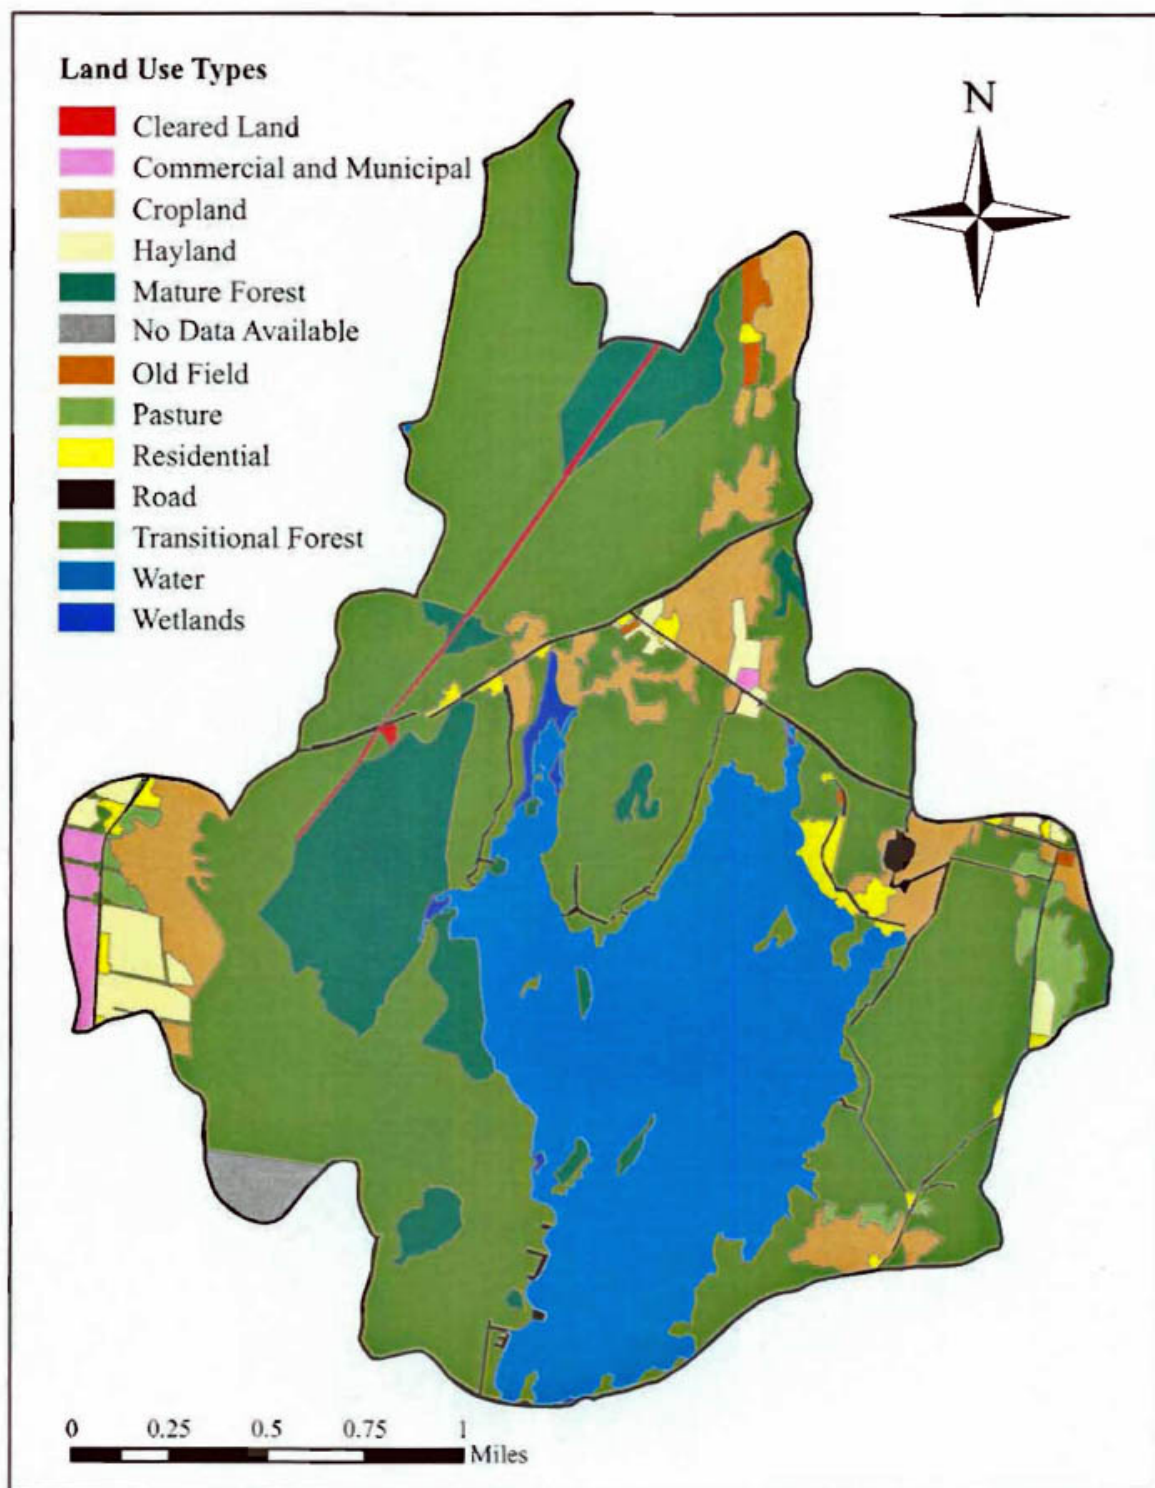 Land Use Types
Cleared Land
Commercial and Municipal
Cropland
Hayland
Mature Forest
No Data Available
Old Field
Pasture
Residential
Road
Transitional Forest
Water
Wetlands
N
0 0.25 0.5 0.75 1
Miles